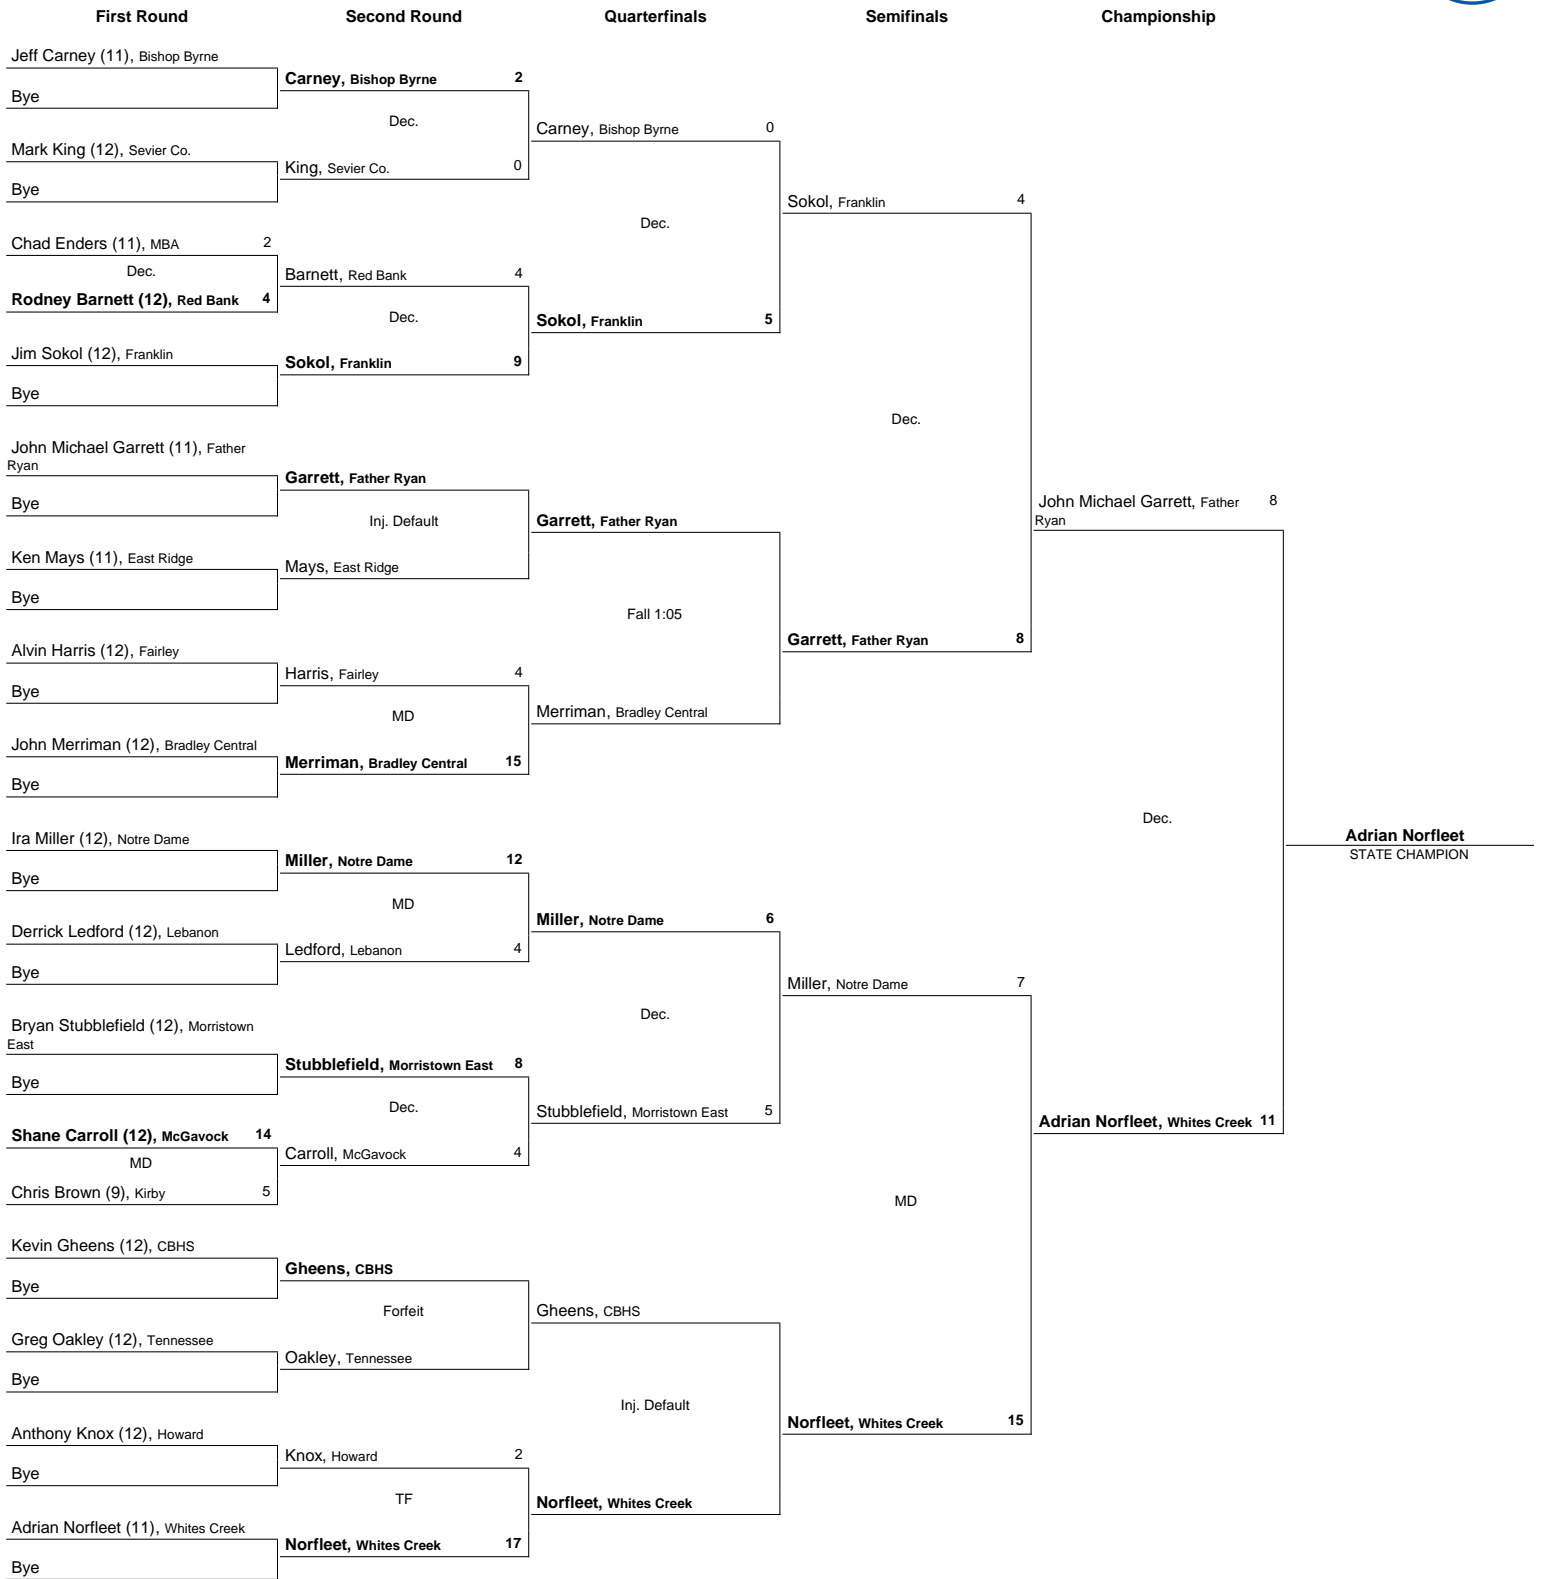 First Round Second Round Quarterfinals Semifinals Championship
Jeff Carney (11), Bishop Byrne
Bye
Mark King (12), Sevier Co.
Bye
Chad Enders (11), MBA 2
Dec.
Rodney Barnett (12), Red Bank 4
Jim Sokol (12), Franklin
Bye
John Michael Garrett (11), Father
Ryan
Bye
Ken Mays (11), East Ridge
Bye
Alvin Harris (12), Fairley
Bye
John Merriman (12), Bradley Central
Bye
Ira Miller (12), Notre Dame
Bye
Derrick Ledford (12), Lebanon
Bye
Bryan Stubblefield (12), Morristown
East
Bye
Shane Carroll (12), McGavock 14
MD
Chris Brown (9), Kirby 5
Kevin Gheens (12), CBHS
Bye
Greg Oakley (12), Tennessee
Bye
Anthony Knox (12), Howard
Bye
Adrian Norfleet (11), Whites Creek
Bye
Carney, Bishop Byrne 2
Dec.
King, Sevier Co. 0
Barnett, Red Bank 4
Dec.
Sokol, Franklin 9
Garrett, Father Ryan
Inj. Default
Mays, East Ridge
Harris, Fairley 4
MD
Merriman, Bradley Central 15
Miller, Notre Dame 12
MD
Ledford, Lebanon 4
Stubblefield, Morristown East 8
Dec.
Carroll, McGavock 4
Gheens, CBHS
Forfeit
Oakley, Tennessee
Knox, Howard 2
TF
Norfleet, Whites Creek 17
Carney, Bishop Byrne 0
Dec.
Sokol, Franklin 5
Garrett, Father Ryan
Fall 1:05
Merriman, Bradley Central
Miller, Notre Dame 6
Dec.
Stubblefield, Morristown East 5
Gheens, CBHS
Inj. Default
Norfleet, Whites Creek
Sokol, Franklin 4
Dec.
Garrett, Father Ryan 8
Miller, Notre Dame 7
MD
Norfleet, Whites Creek 15
John Michael Garrett, Father 8
Ryan
Dec.
Adrian Norfleet, Whites Creek 11
Adrian Norfleet
STATE CHAMPION